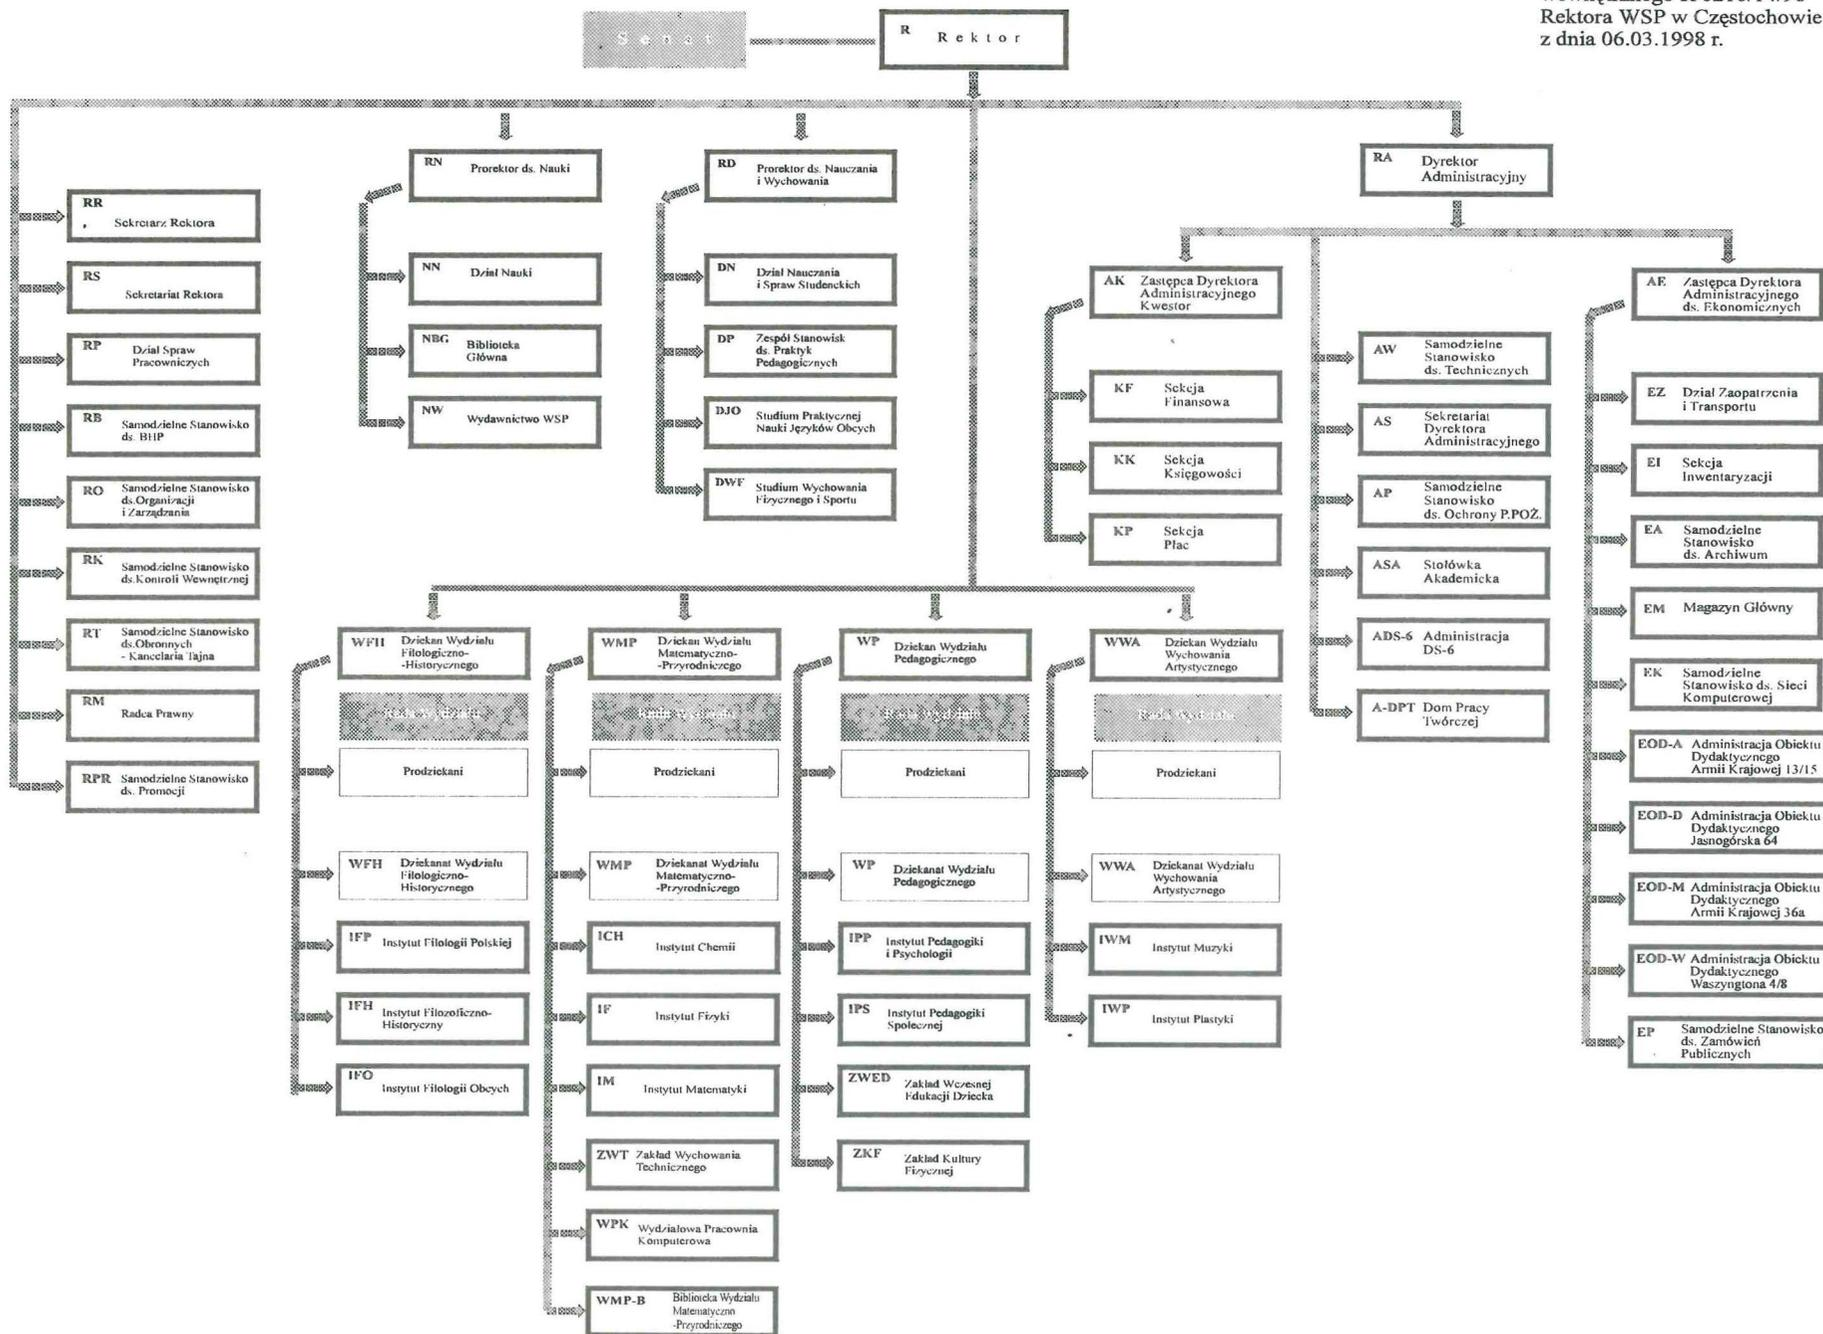 Rektora WSP w Częstochowie
z dnia 06.03.1998 r.
Senat
R Rektor
RN Prorektor ds. Nauki
RD Prorektor ds. Nauczania
i Wychowania
RA Dyrektor
Administracyjny
RR
Sekretarz Rektora
RS
Sekretariat Rektora
RP Dział Spraw
Pracowniczych
RB Samodzielne Stanowisko
ds. BHP
RO Samodzielne Stanowisko
ds.Organizacji
i Zarządzania
RK Samodzielne Stanowisko
ds.Kontroli Wewnętrznej
RT Samodzielne Stanowisko
ds.Obronnych
- Kancelaria Tajna
RM
Radca Prawny
RPR Samodzielne Stanowisko
ds. Promocji
NN Dział Nauki
NBG Biblioteka
Główna
NW Wydawnictwo WSP
DN Dział Nauczania
i Spraw Studenckich
DP Zespół Stanowisk
ds. Praktyk
Pedagogicznych
DJO Studium Praktycznej
Nauki Języków Obcych
DWF Studium Wychowania
Fizycznego i Sportu
AK Zastępca Dyrektora
Administracyjnego
Kwestor
KF Sekcja
Finansowa
KK Sekcja
Księgowości
KP Sekcja
Płac
AW Samodzielne
Stanowisko
ds. Technicznych
AS Sekretariat
Dyrektora
Administracyjnego
AP Samodzielne
Stanowisko
ds. Ochrony P.POŻ.
ASA Stołówka
Akademicka
ADS-6 Administracja
DS-6
A-DPT Dom Pracy
Twórczej
AE Zastępca Dyrektora
Administracyjnego
ds. Ekonomicznych
EZ Dział Zaopatrzenia
i Transportu
EI Sekcja
Inwentaryzacji
EA Samodzielne
Stanowisko
ds. Archiwum
EM Magazyn Główny
EK Samodzielne
Stanowisko ds. Sieci
Komputerowej
EOD-A Administracja Obiektu
Dydaktycznego
Armii Krajowej 13/15
EOD-D Administracja Obiektu
Dydaktycznego
Jasnogórska 64
EOD-M Administracja Obiektu
Dydaktycznego
Armii Krajowej 36a
EOD-W Administracja Obiektu
Dydaktycznego
Waszyngtona 4/8
EP Samodzielne Stanowisko
ds. Zamówień
Publicznych
WFH Dziekan Wydziału
Filologiczno-
-Historycznego
Rada Wydziału
Prodziekani
WFH Dziekanat Wydziału
Filologiczno-
Historycznego
IFP Instytut Filologii Polskiej
IFH Instytut Filozoficzno-
Historyczny
IFO Instytut Filologii Obcych
WMP Dziekan Wydziału
Matematyczno-
-Przyrodniczego
Rada Wydziału
Prodziekani
WMP Dziekanat Wydziału
Matematyczno-
-Przyrodniczego
ICH Instytut Chemii
IF Instytut Fizyki
IM Instytut Matematyki
ZWT Zakład Wychowania
Technicznego
WPK Wydziałowa Pracownia
Komputerowa
WMP-B Biblioteka Wydziału
Matematyczno
-Przyrodniczego
WP Dziekan Wydziału
Pedagogicznego
Rada Wydziału
Prodziekani
WP Dziekanat Wydziału
Pedagogicznego
IPP Instytut Pedagogiki
i Psychologii
IPS Instytut Pedagogiki
Społecznej
ZWED Zakład Wczesnej
Edukacji Dziecka
ZKF Zakład Kultury
Fizycznej
WWA Dziekan Wydziału
Wychowania
Artystycznego
Rada Wydziału
Prodziekani
WWA Dziekanat Wydziału
Wychowania
Artystycznego
IWM Instytut Muzyki
IWP Instytut Plastyki